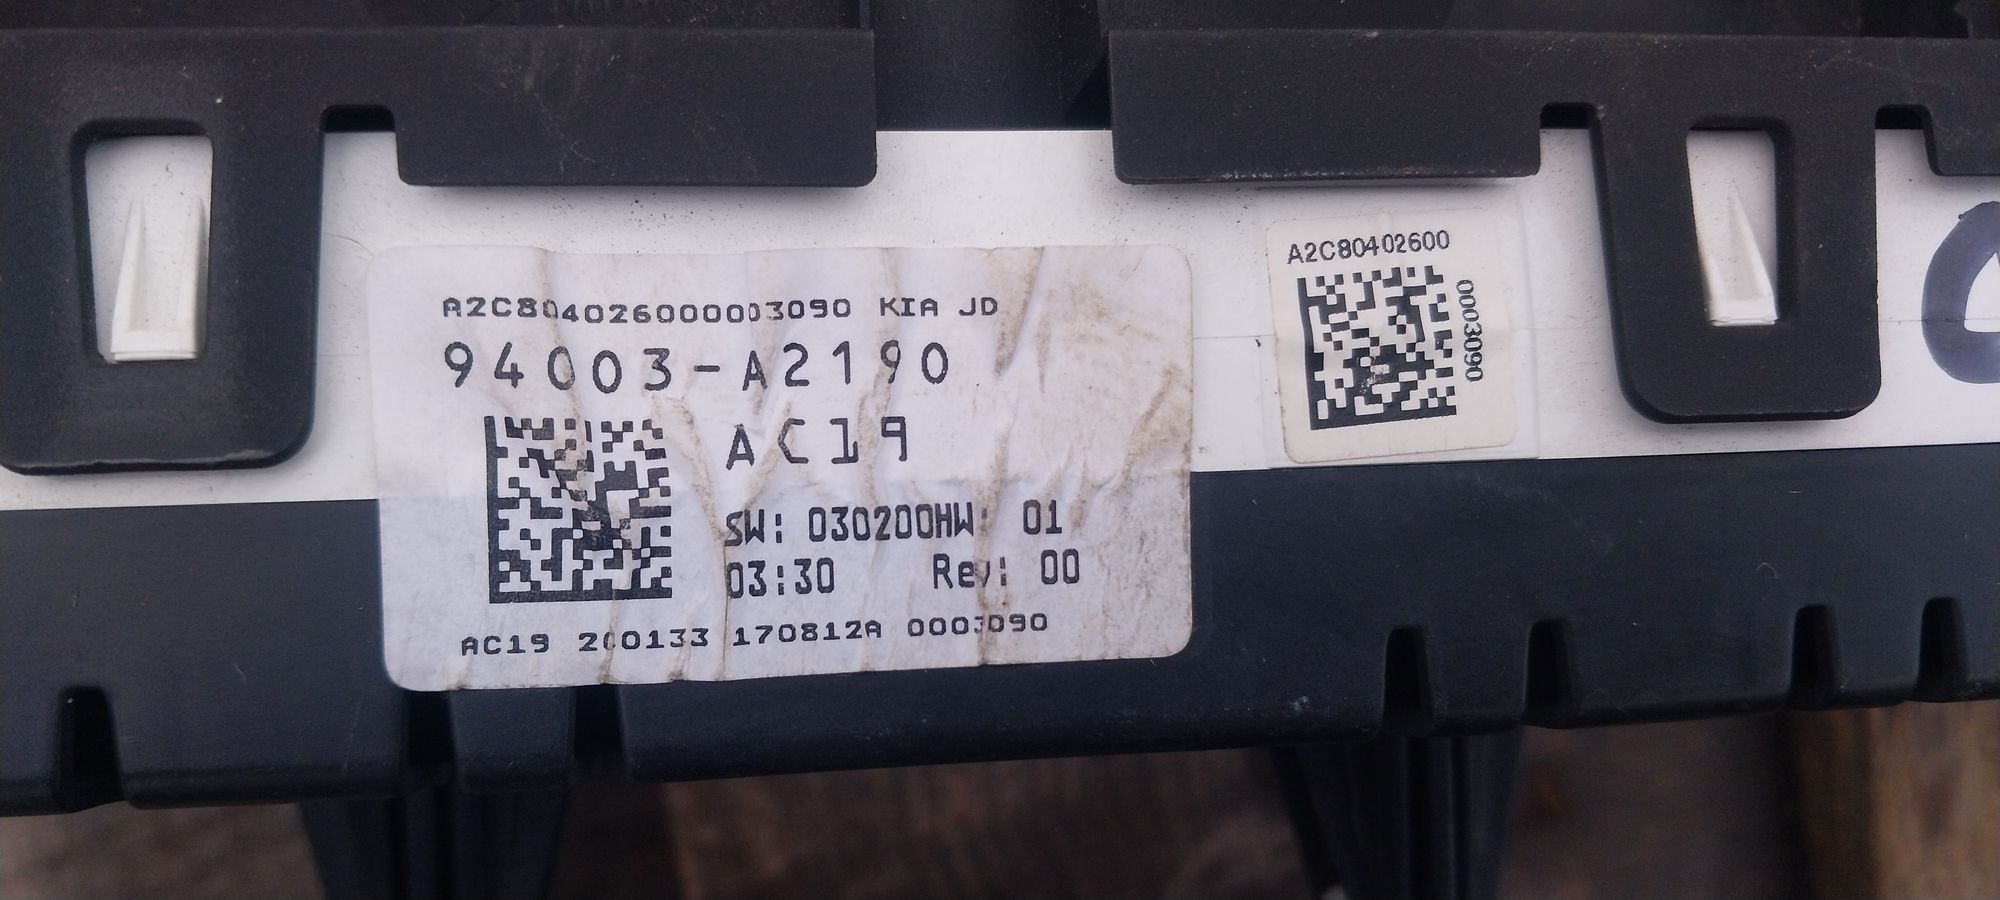 A2C804026000003090 KIA JD
94003-A2190
AC19
SW: 030200HW: 01
03:30 Rev: 00
AC19 200133 170812A 0003090
A2C80402600
0003090